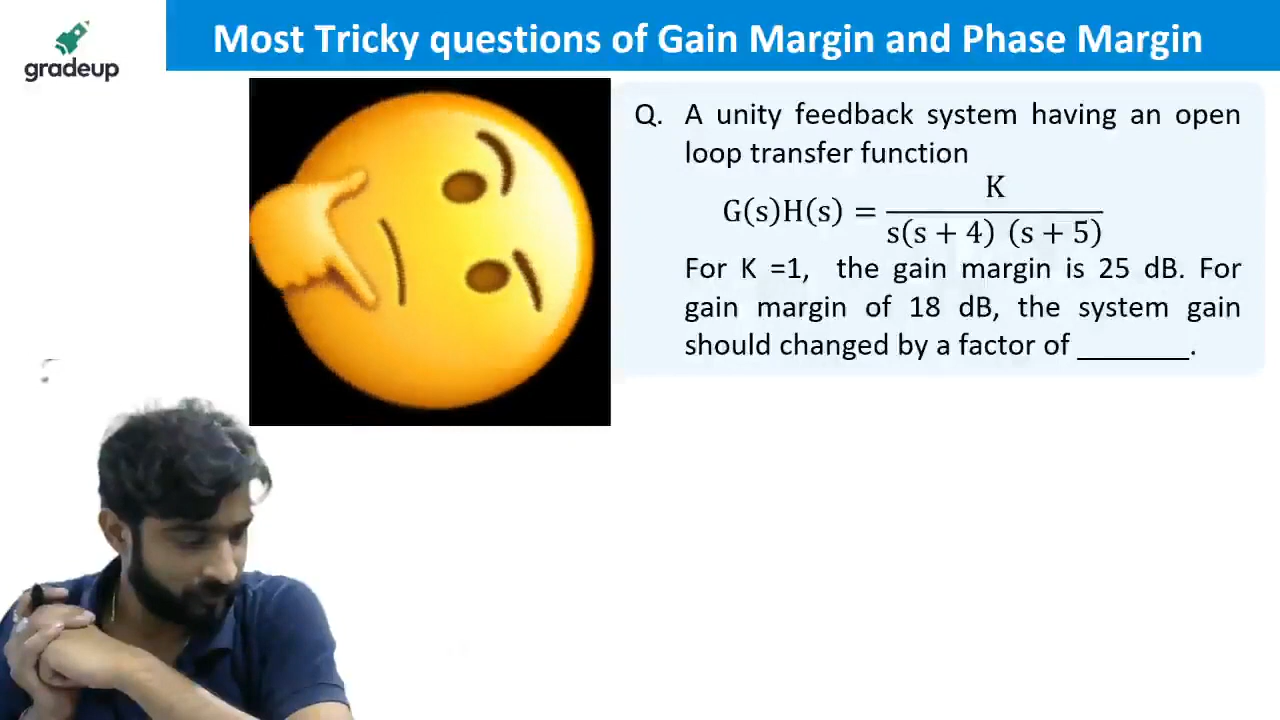 gradeup
Most Tricky questions of Gain Margin and Phase Margin
Q. A unity feedback system having an open
loop transfer function
G(s)H(s) = K / s(s + 4) (s + 5)
For K =1, the gain margin is 25 dB. For
gain margin of 18 dB, the system gain
should changed by a factor of _______.